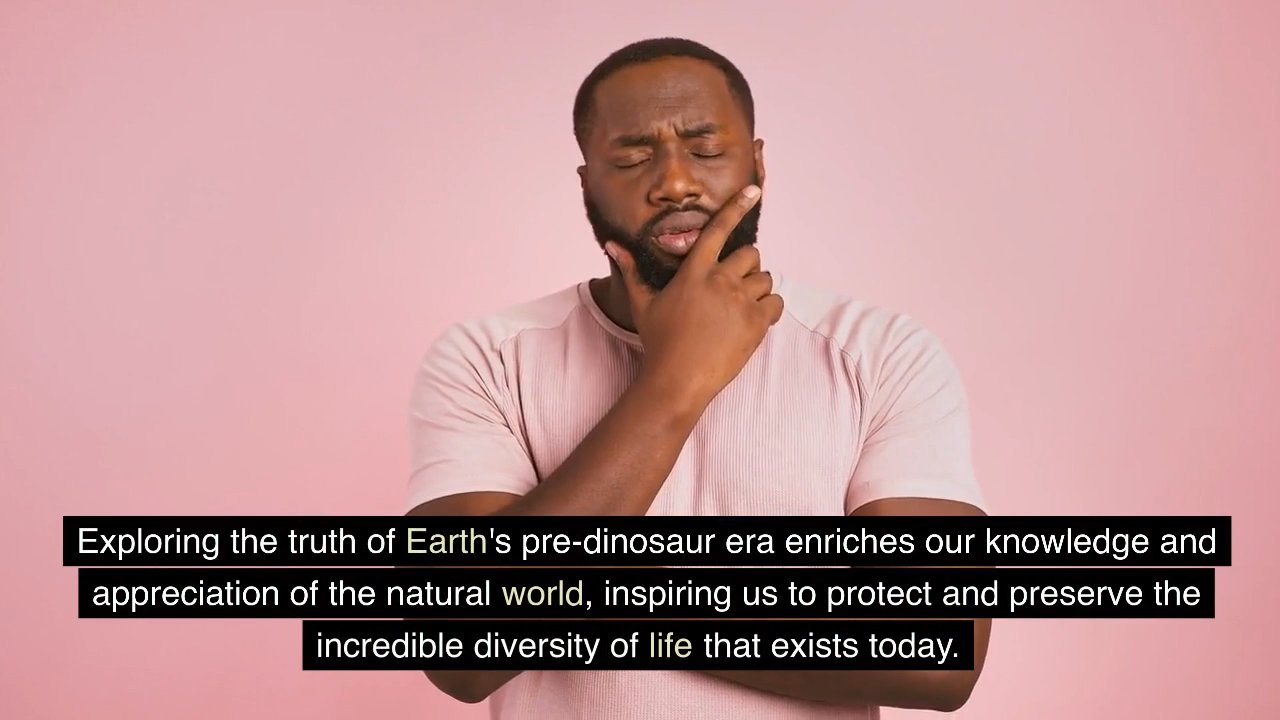 Exploring the truth of Earth's pre-dinosaur era enriches our knowledge and
appreciation of the natural world, inspiring us to protect and preserve the
incredible diversity of life that exists today.